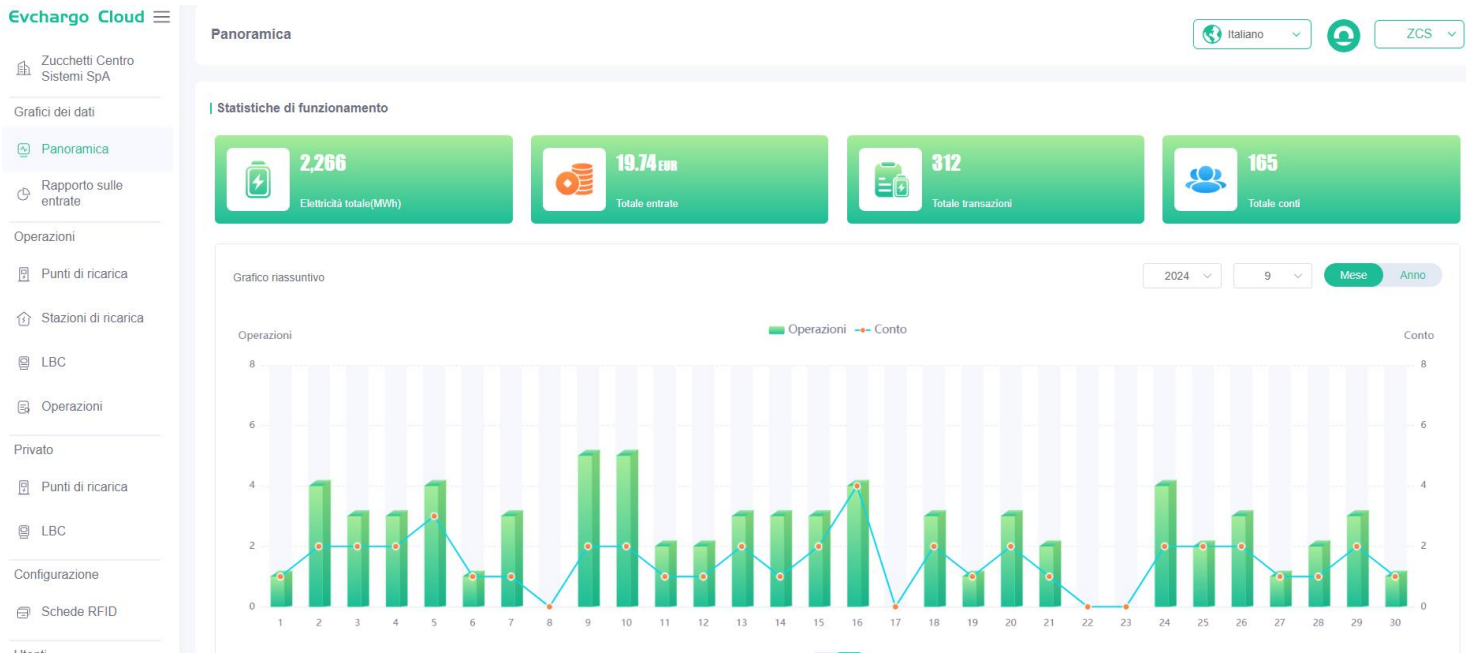 Evchargo Cloud
Zucchetti Centro
Sistemi SpA
Grafici dei dati
Panoramica
Rapporto sulle
entrate
Operazioni
Punti di ricarica
Stazioni di ricarica
LBC
Operazioni
Privato
Punti di ricarica
LBC
Configurazione
Schede RFID
Panoramica
Italiano
ZCS
Statistiche di funzionamento
2,266
Elettricità totale(MWh)
19.74 EUR
Totale entrate
312
Totale transazioni
165
Totale conti
Grafico riassuntivo
2024
9
Mese
Anno
Operazioni
Operazioni
Conto
Conto
8
8
6
6
4
4
2
2
0
0
1 2 3 4 5 6 7 8 9 10 11 12 13 14 15 16 17 18 19 20 21 22 23 24 25 26 27 28 29 30